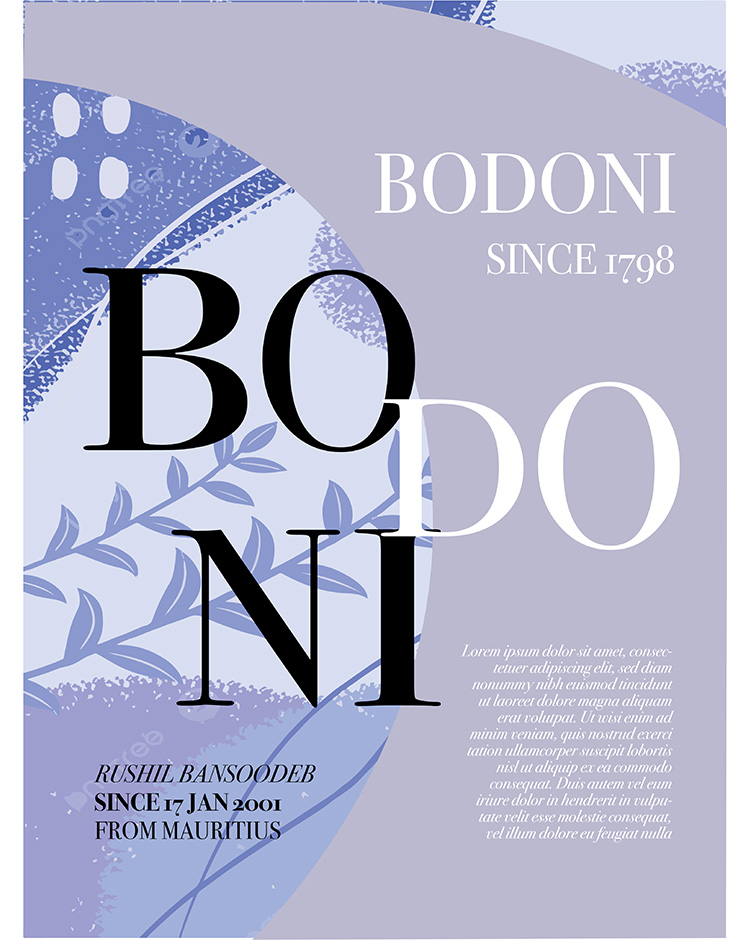 BODONI
SINCE 1798
BO
DO
NI
Lorem ipsum dolor sit amet, consec-
tetuer adipiscing elit, sed diam
nonummy nibh euismod tincidunt
ut laoreet dolore magna aliquam
erat volutpat. Ut wisi enim ad
minim veniam, quis nostrud exerci
tation ullamcorper suscipit lobortis
nisl ut aliquip ex ea commodo
consequat. Duis autem vel eum
iriure dolor in hendrerit in vulpu-
tate velit esse molestie consequat,
vel illum dolore eu feugiat nulla
RUSHIL BANSOODEB
SINCE 17 JAN 2001
FROM MAURITIUS
pngtree
pngtree
pngtree